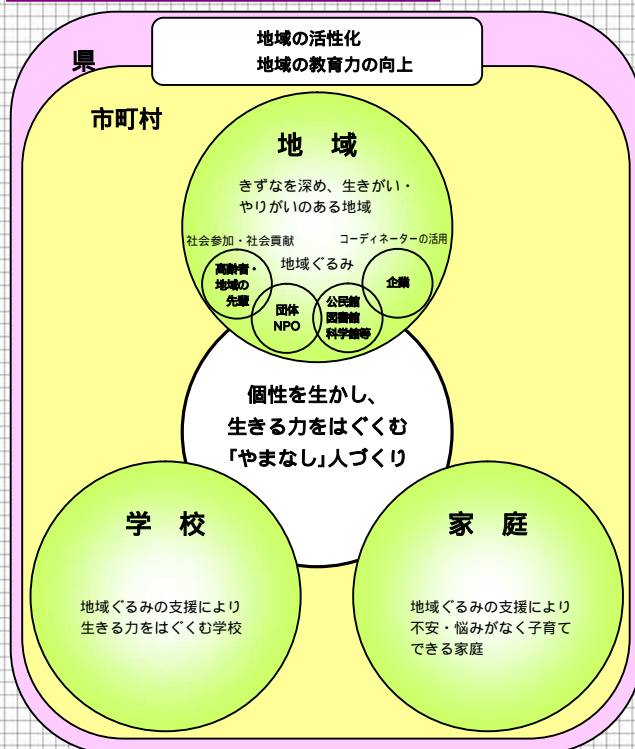 地域の活性化
地域の教育力の向上
県
市町村
地 域
きずなを深め、生きがい・
やりがいのある地域
社会参加・社会貢献
コーディネーターの活用
地域ぐるみ
高齢者・
地域の
先輩
団体
NPO
公民館
図書館
科学館等
企業
個性を生かし、
生きる力をはぐくむ
「やまなし」人づくり
学 校
地域ぐるみの支援により
生きる力をはぐくむ学校
家 庭
地域ぐるみの支援により
不安・悩みがなく子育て
できる家庭